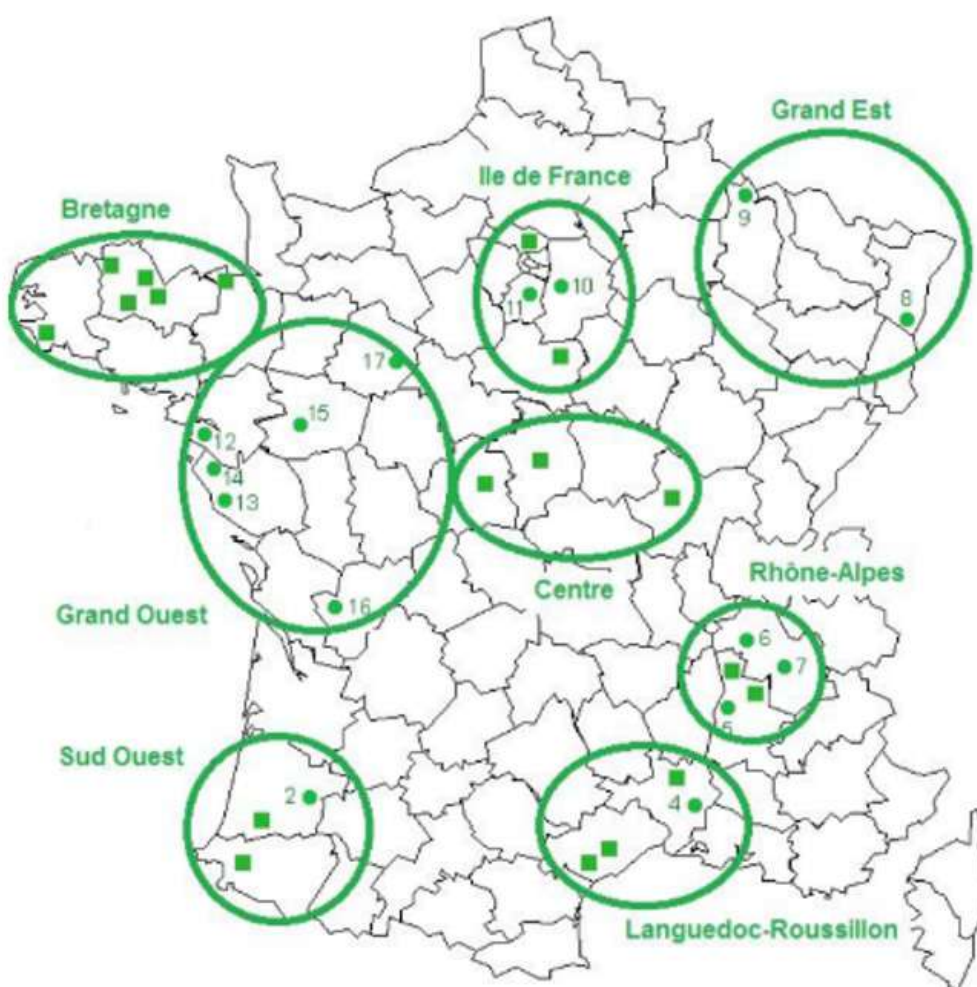 Grand Est
Ile de France
Bretagne
9
10
11
8
17
15
12
14
13
Centre
Rhône-Alpes
Grand Ouest
16
6
7
5
Sud Ouest
2
4
Languedoc-Roussillon